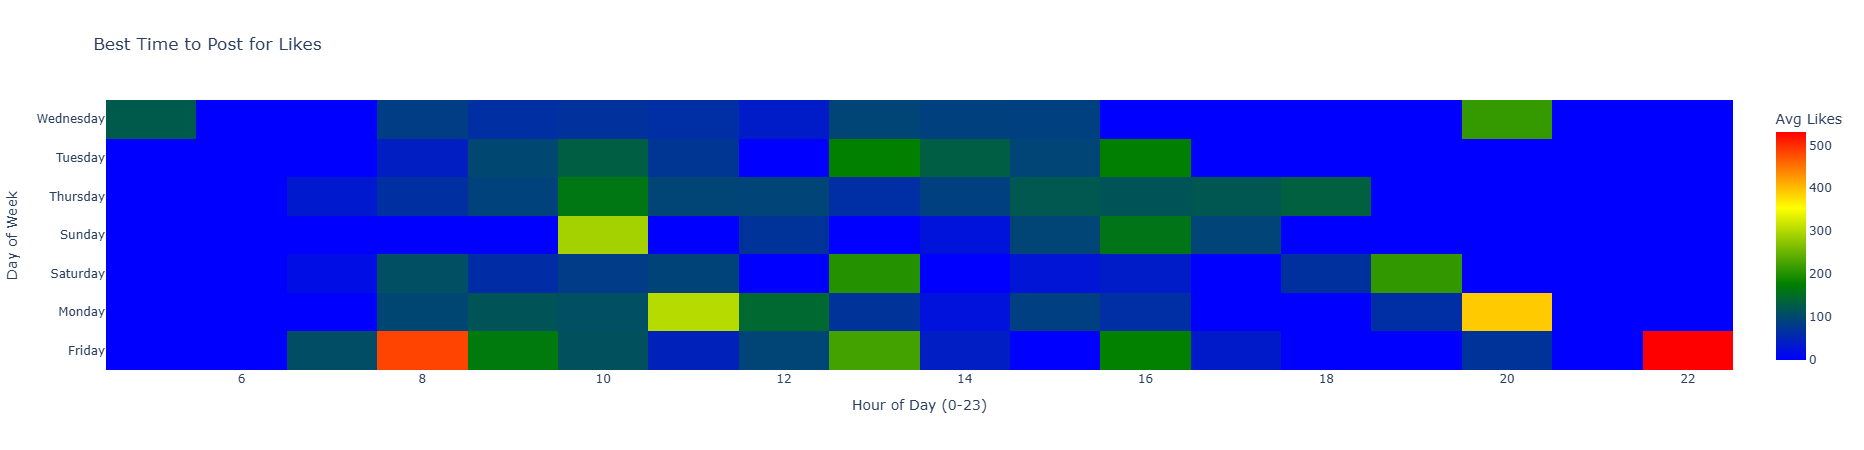 Best Time to Post for Likes
Day of Week
Wednesday
Tuesday
Thursday
Sunday
Saturday
Monday
Friday
6 8 10 12 14 16 18 20 22
Hour of Day (0-23)
Avg Likes
500
400
300
200
100
0